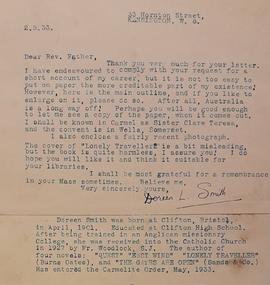 33 Hornton Street,
KENSINGTON W. 8.
2.5.33.
Dear Rev. Father,
Thank you very much for your letter.
I have endeavoured to comply with your request for a
short account of my career, but it is not too easy to
put on paper the more creditable part of my existence!
However, here is the main outline, and if you like to
enlarge on it, please do so. After all, Australia
is a long way off! Perhaps you will be good enough
to let me see a copy of the paper, when it comes out.
I shall be known in Carmel as Sister Clare Teresa,
and the convent is in Wells, Somerset.
I also enclose a fairly recent photograph.
The cover of "Lonely Traveller" is a bit misleading,
but the book is quite harmless, I assure you! I do
hope you will like it and think it suitable for
your libraries.
I shall be most grateful for a remembrance
in your Mass sometimes. Believe me,
Very sincerely yours,
Doreen L. Smith
Doreen Smith was born at Clifton, Bristol,
in April, 1901. Educated at Clifton High School.
After being trained in an Anglican missionary
College, she was received into the Catholic Church
in 1927 by Fr. Woodlock, S.J. The author of
four novels: "QUEST" "EAST WIND" "LONELY TRAVELLER"
(Burns Oates), and "THE GATES ARE OPEN" (Sands & Co.)
Has entered the Carmelite Order, May, 1933.